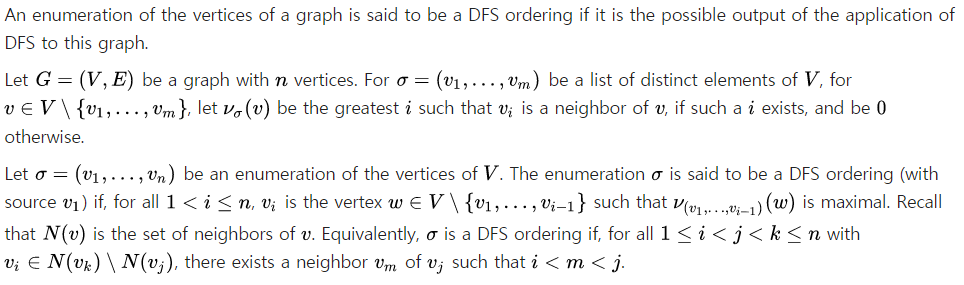 An enumeration of the vertices of a graph is said to be a DFS ordering if it is the possible output of the application of
DFS to this graph.
Let G = (V, E) be a graph with n vertices. For σ = (v₁, . . . , vₘ) be a list of distinct elements of V, for
v ∈ V \ {v₁, . . . , vₘ}, let ν_σ(v) be the greatest i such that vᵢ is a neighbor of v, if such a i exists, and be 0
otherwise.
Let σ = (v₁, . . . , vₙ) be an enumeration of the vertices of V. The enumeration σ is said to be a DFS ordering (with
source v₁) if, for all 1 < i ≤ n, vᵢ is the vertex w ∈ V \ {v₁, . . . , vᵢ₋₁} such that ν_(v₁,...,vᵢ₋₁)(w) is maximal. Recall
that N(v) is the set of neighbors of v. Equivalently, σ is a DFS ordering if, for all 1 ≤ i < j < k ≤ n with
vᵢ ∈ N(vₖ) \ N(vⱼ), there exists a neighbor vₘ of vⱼ such that i < m < j.